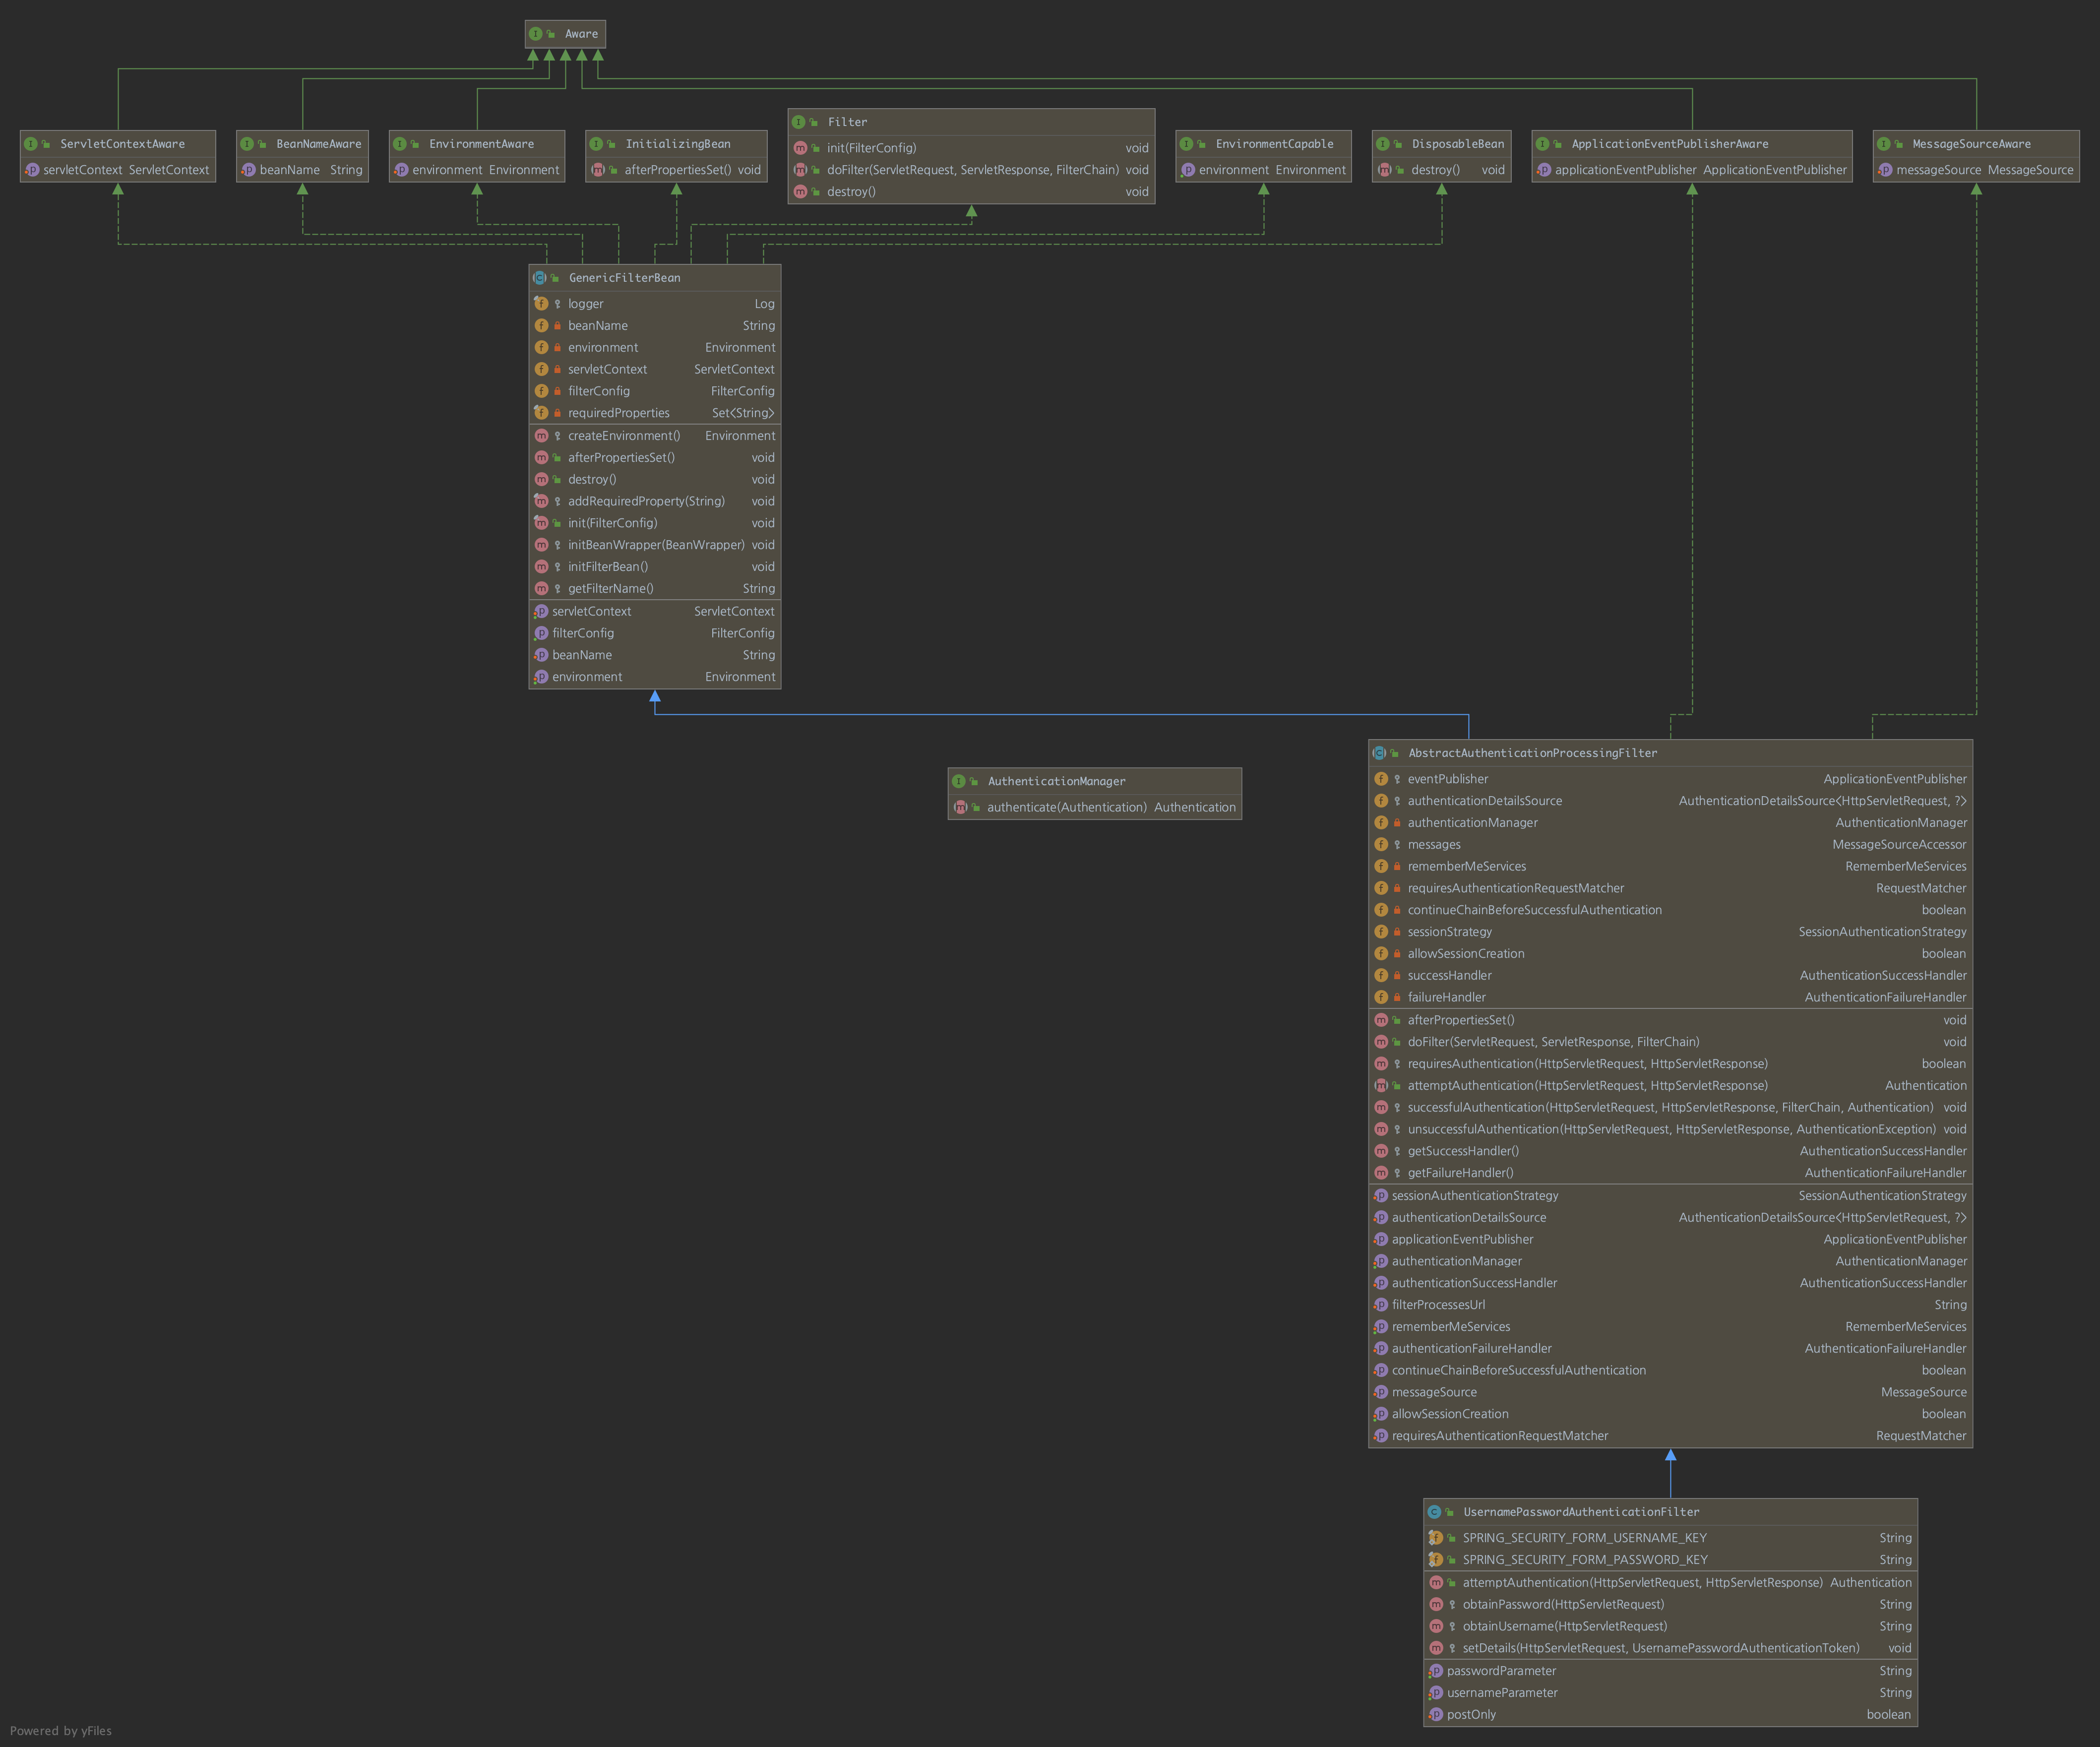 Aware
ServletContextAware
servletContext ServletContext
BeanNameAware
beanName String
EnvironmentAware
environment Environment
InitializingBean
afterPropertiesSet() void
Filter
init(FilterConfig) void
doFilter(ServletRequest, ServletResponse, FilterChain) void
destroy() void
EnvironmentCapable
environment Environment
DisposableBean
destroy() void
ApplicationEventPublisherAware
applicationEventPublisher ApplicationEventPublisher
MessageSourceAware
messageSource MessageSource
GenericFilterBean
logger Log
beanName String
environment Environment
servletContext ServletContext
filterConfig FilterConfig
requiredProperties Set<String>
createEnvironment() Environment
afterPropertiesSet() void
destroy() void
addRequiredProperty(String) void
init(FilterConfig) void
initBeanWrapper(BeanWrapper) void
initFilterBean() void
getFilterName() String
servletContext ServletContext
filterConfig FilterConfig
beanName String
environment Environment
AuthenticationManager
authenticate(Authentication) Authentication
AbstractAuthenticationProcessingFilter
eventPublisher ApplicationEventPublisher
authenticationDetailsSource AuthenticationDetailsSource<HttpServletRequest, ?>
authenticationManager AuthenticationManager
messages MessageSourceAccessor
rememberMeServices RememberMeServices
requiresAuthenticationRequestMatcher RequestMatcher
continueChainBeforeSuccessfulAuthentication boolean
sessionStrategy SessionAuthenticationStrategy
allowSessionCreation boolean
successHandler AuthenticationSuccessHandler
failureHandler AuthenticationFailureHandler
afterPropertiesSet() void
doFilter(ServletRequest, ServletResponse, FilterChain) void
requiresAuthentication(HttpServletRequest, HttpServletResponse) boolean
attemptAuthentication(HttpServletRequest, HttpServletResponse) Authentication
successfulAuthentication(HttpServletRequest, HttpServletResponse, FilterChain, Authentication) void
unsuccessfulAuthentication(HttpServletRequest, HttpServletResponse, AuthenticationException) void
getSuccessHandler() AuthenticationSuccessHandler
getFailureHandler() AuthenticationFailureHandler
sessionAuthenticationStrategy SessionAuthenticationStrategy
authenticationDetailsSource AuthenticationDetailsSource<HttpServletRequest, ?>
applicationEventPublisher ApplicationEventPublisher
authenticationManager AuthenticationManager
authenticationSuccessHandler AuthenticationSuccessHandler
filterProcessesUrl String
rememberMeServices RememberMeServices
authenticationFailureHandler AuthenticationFailureHandler
continueChainBeforeSuccessfulAuthentication boolean
messageSource MessageSource
allowSessionCreation boolean
requiresAuthenticationRequestMatcher RequestMatcher
UsernamePasswordAuthenticationFilter
SPRING_SECURITY_FORM_USERNAME_KEY String
SPRING_SECURITY_FORM_PASSWORD_KEY String
attemptAuthentication(HttpServletRequest, HttpServletResponse) Authentication
obtainPassword(HttpServletRequest) String
obtainUsername(HttpServletRequest) String
setDetails(HttpServletRequest, UsernamePasswordAuthenticationToken) void
passwordParameter String
usernameParameter String
postOnly boolean
Powered by yFiles